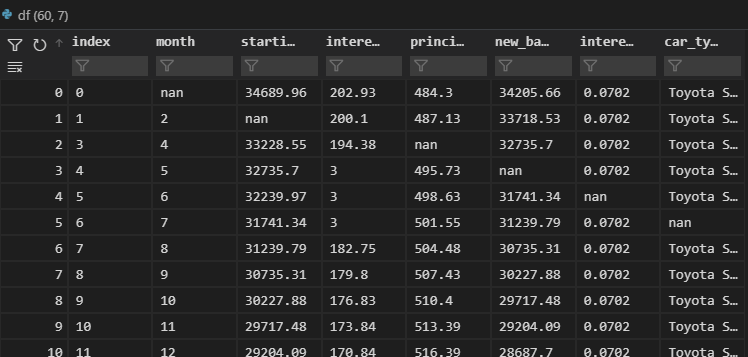 df (60, 7)
index month starti… intere… princi… new_ba… intere… car_ty…
0 0 nan 34689.96 202.93 484.3 34205.66 0.0702 Toyota S…
1 1 2 nan 200.1 487.13 33718.53 0.0702 Toyota S…
2 3 4 33228.55 194.38 nan 32735.7 0.0702 Toyota S…
3 4 5 32735.7 3 495.73 nan 0.0702 Toyota S…
4 5 6 32239.97 3 498.63 31741.34 nan Toyota S…
5 6 7 31741.34 3 501.55 31239.79 0.0702 nan
6 7 8 31239.79 182.75 504.48 30735.31 0.0702 Toyota S…
7 8 9 30735.31 179.8 507.43 30227.88 0.0702 Toyota S…
8 9 10 30227.88 176.83 510.4 29717.48 0.0702 Toyota S…
9 10 11 29717.48 173.84 513.39 29204.09 0.0702 Toyota S…
10 11 12 29204.09 170.84 516.39 28687.7 0.0702 Toyota S…